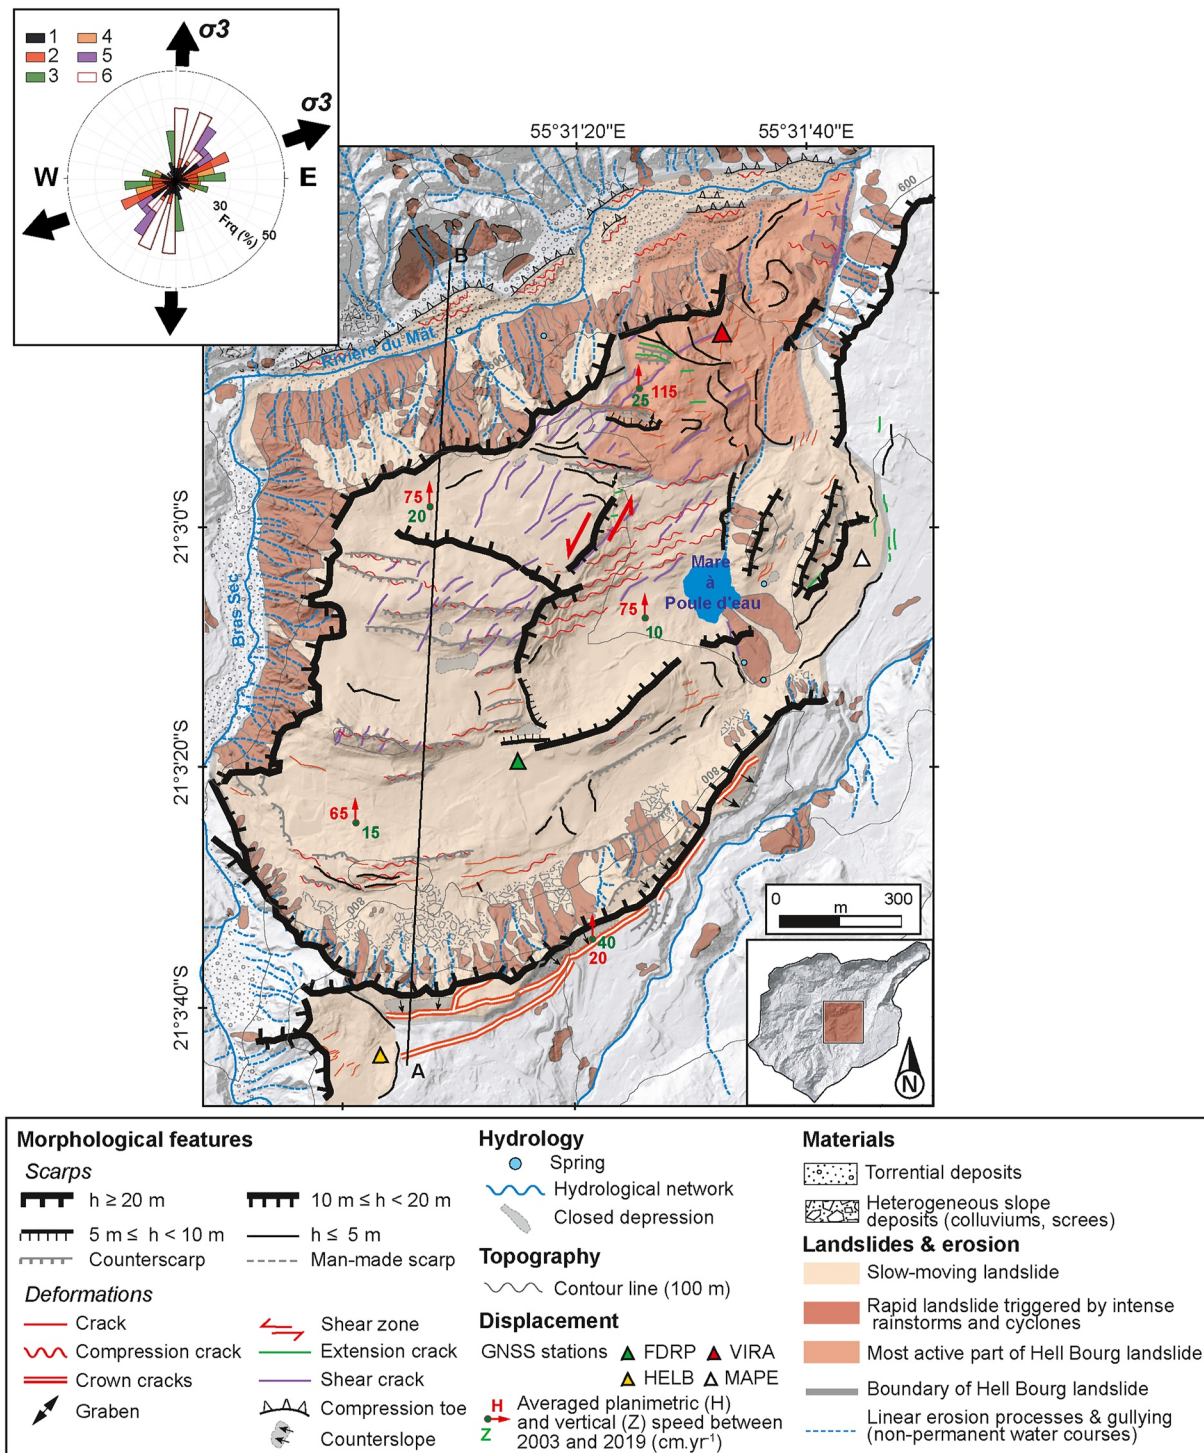 σ3
1 4
2 5
3 6
σ3
W
E
30
Frq (%)
50
55°31'20"E
55°31'40"E
600
B
Rivière du Mât
600
115
25
75
20
21°3'0"S
Mare
à
Poule d'eau
75
10
Bras Sec
21°3'20"S
800
65
15
800
40
20
0 300
m
21°3'40"S
A
N
Morphological features
Scarps
h ≥ 20 m
10 m ≤ h < 20 m
5 m ≤ h < 10 m
h ≤ 5 m
Counterscarp
Man-made scarp
Deformations
Crack
Shear zone
Compression crack
Extension crack
Crown cracks
Shear crack
Graben
Compression toe
Counterslope
Hydrology
Spring
Hydrological network
Closed depression
Topography
Contour line (100 m)
Displacement
GNSS stations
FDRP
VIRA
HELB
MAPE
H
Z
Averaged planimetric (H)
and vertical (Z) speed between
2003 and 2019 (cm.yr⁻¹)
Materials
Torrential deposits
Heterogeneous slope
deposits (colluviums, screes)
Landslides & erosion
Slow-moving landslide
Rapid landslide triggered by intense
rainstorms and cyclones
Most active part of Hell Bourg landslide
Boundary of Hell Bourg landslide
Linear erosion processes & gullying
(non-permanent water courses)